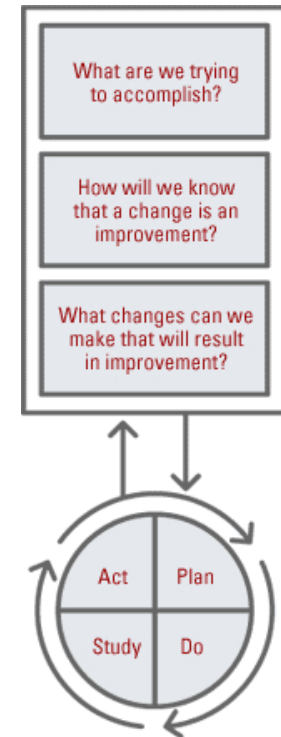 What are we trying
to accomplish?
How will we know
that a change is an
improvement?
What changes can we
make that will result
in improvement?
Act
Plan
Study
Do